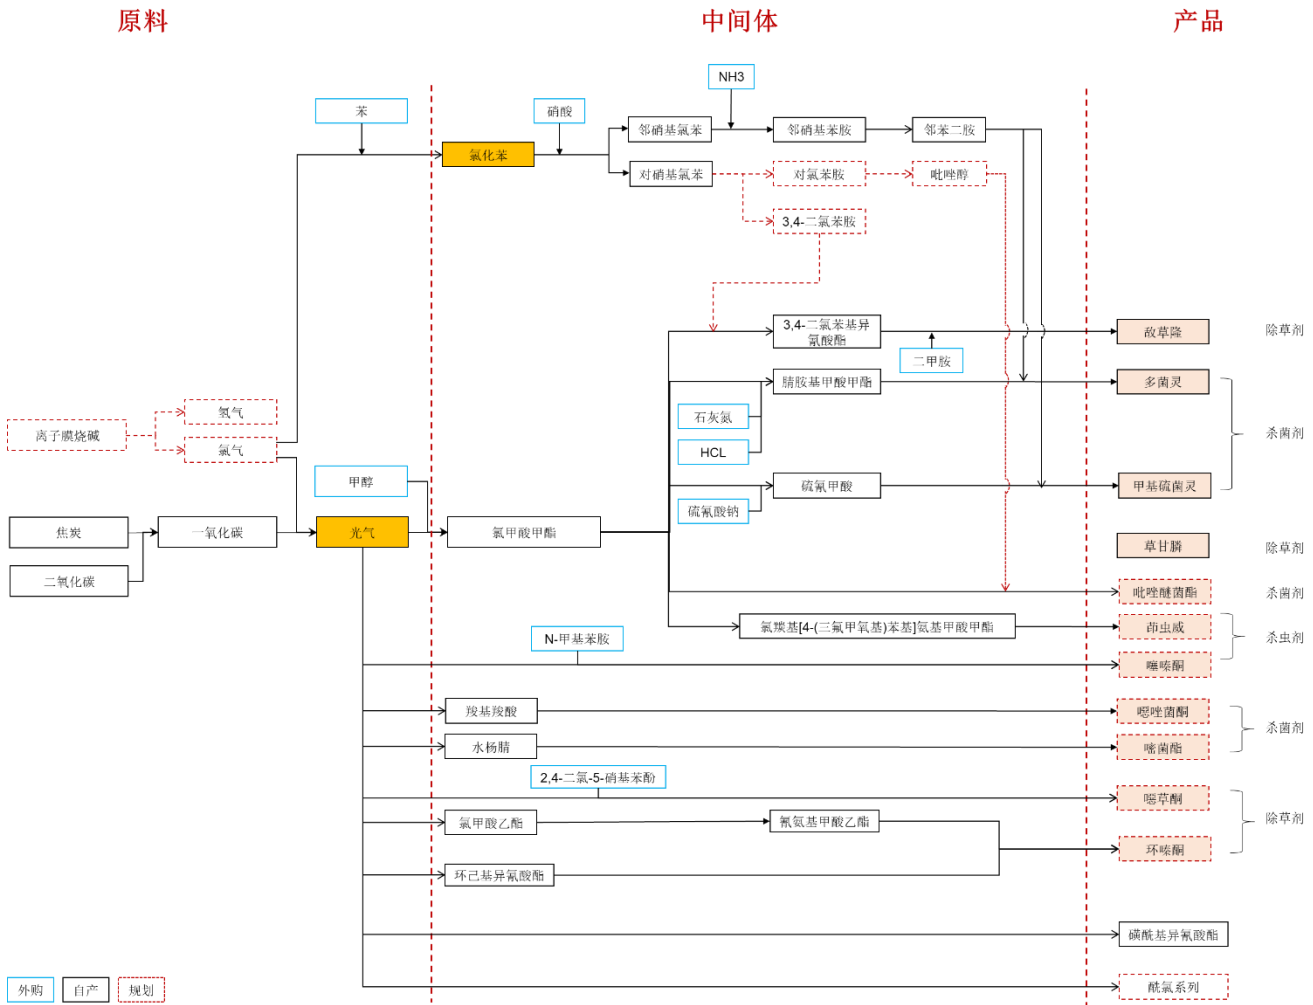 原料
中间体
产品
NH3
苯
硝酸
邻硝基氯苯
邻硝基苯胺
邻苯二胺
氯化苯
对硝基氯苯
对氯苯胺
吡唑醇
3,4-二氯苯胺
3,4-二氯苯基异
氰酸酯
敌草隆
除草剂
二甲胺
腈胺基甲酸甲酯
多菌灵
石灰氮
HCL
杀菌剂
氢气
离子膜烧碱
氯气
甲醇
硫氰甲酸
甲基硫菌灵
硫氰酸钠
焦炭
一氧化碳
光气
氯甲酸甲酯
草甘膦
除草剂
二氧化碳
吡唑醚菌酯
杀菌剂
氯羰基[4-(三氟甲氧基)苯基]氨基甲酸甲酯
茚虫威
杀虫剂
N-甲基苯胺
噻嗪酮
羧基羧酸
噁唑菌酮
杀菌剂
水杨腈
嘧菌酯
2,4-二氯-5-硝基苯酚
噁草酮
氯甲酸乙酯
氰氨基甲酸乙酯
除草剂
环嗪酮
环己基异氰酸酯
磺酰基异氰酸酯
外购
自产
规划
酰氯系列